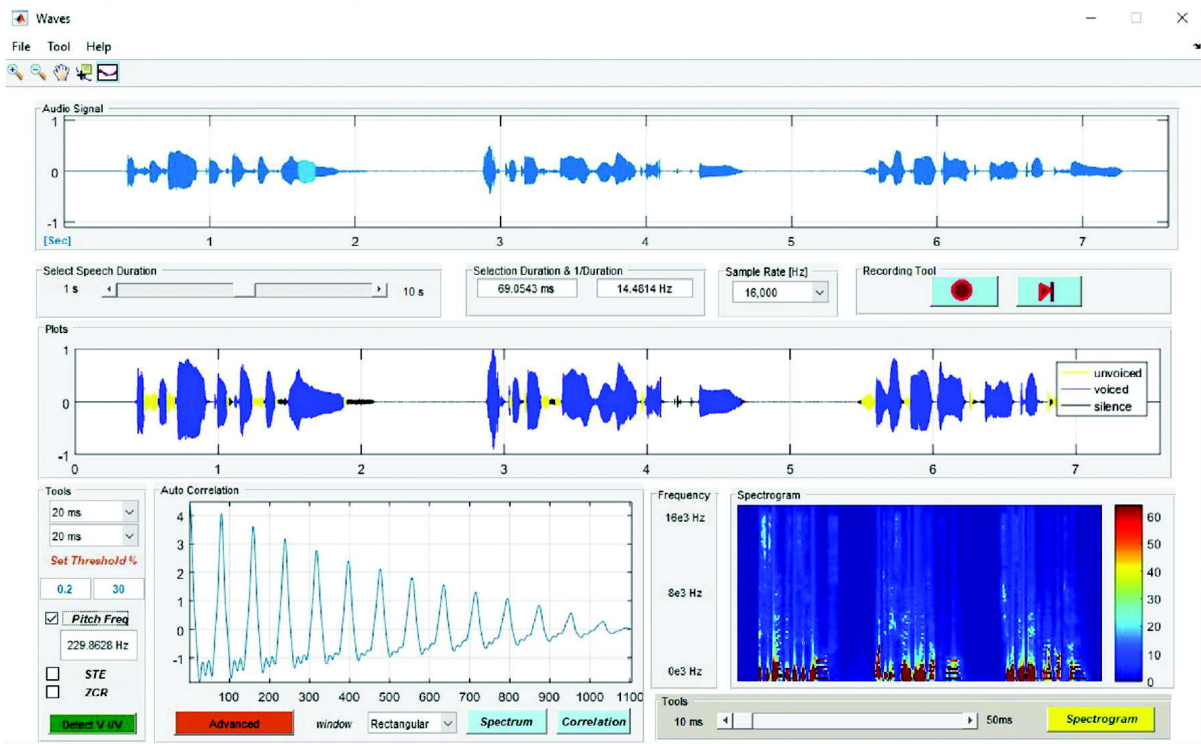 Waves
File Tool Help
Audio Signal
1
0
-1
[Sec] 1 2 3 4 5 6 7
Select Speech Duration
1 s 10 s
Selection Duration & 1/Duration
69.0543 ms 14.4814 Hz
Sample Rate [Hz]
16,000
Recording Tool
Plots
1
0
-1
unvoiced
voiced
silence
0 1 2 3 4 5 6 7
Tools
20 ms
20 ms
Set Threshold %
0.2 30
Pitch Freq
229.8628 Hz
STE
ZCR
Auto Correlation
4
3
2
1
0
-1
100 200 300 400 500 600 700 800 900 1000 1100
Advanced window Rectangular Spectrum Correlation
Frequency
16e3 Hz
8e3 Hz
0e3 Hz
Spectrogram
60
50
40
30
20
10
0
Tools
10 ms 50ms Spectrogram